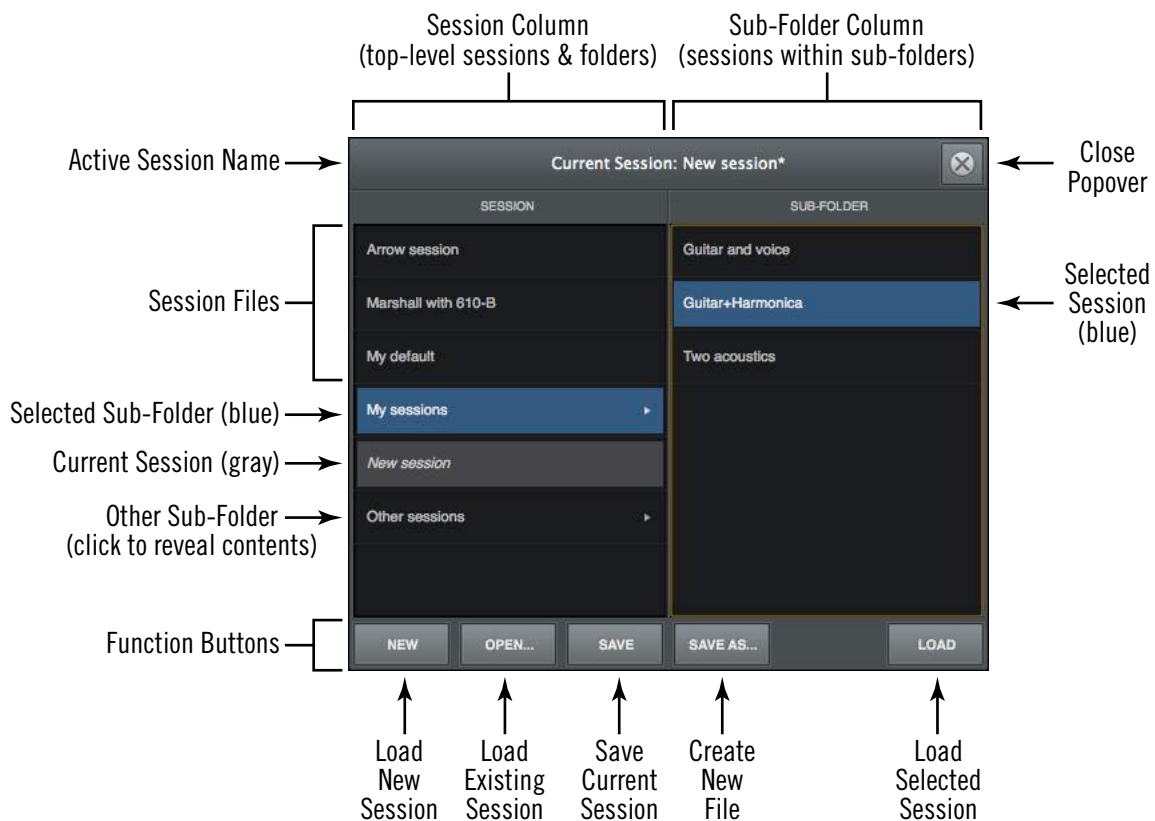 Session Column
(top-level sessions & folders)
Sub-Folder Column
(sessions within sub-folders)
Active Session Name
Current Session: New session*
Close
Popover
SESSION
SUB-FOLDER
Session Files
Arrow session
Marshall with 610-B
My default
Guitar and voice
Guitar+Harmonica
Two acoustics
Selected
Session
(blue)
Selected Sub-Folder (blue)
My sessions
Current Session (gray)
New session
Other Sub-Folder
(click to reveal contents)
Other sessions
Function Buttons
NEW
OPEN...
SAVE
SAVE AS...
LOAD
Load
New
Session
Load
Existing
Session
Save
Current
Session
Create
New
File
Load
Selected
Session